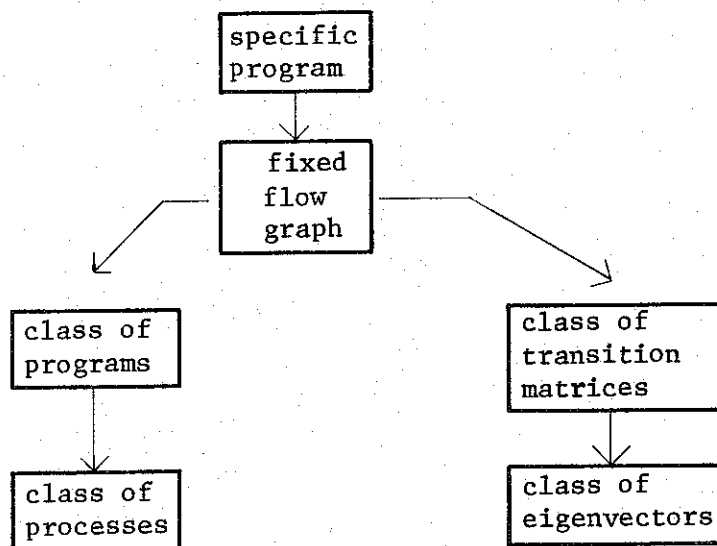 specific
program
fixed
flow
graph
class of
programs
class of
transition
matrices
class of
processes
class of
eigenvectors